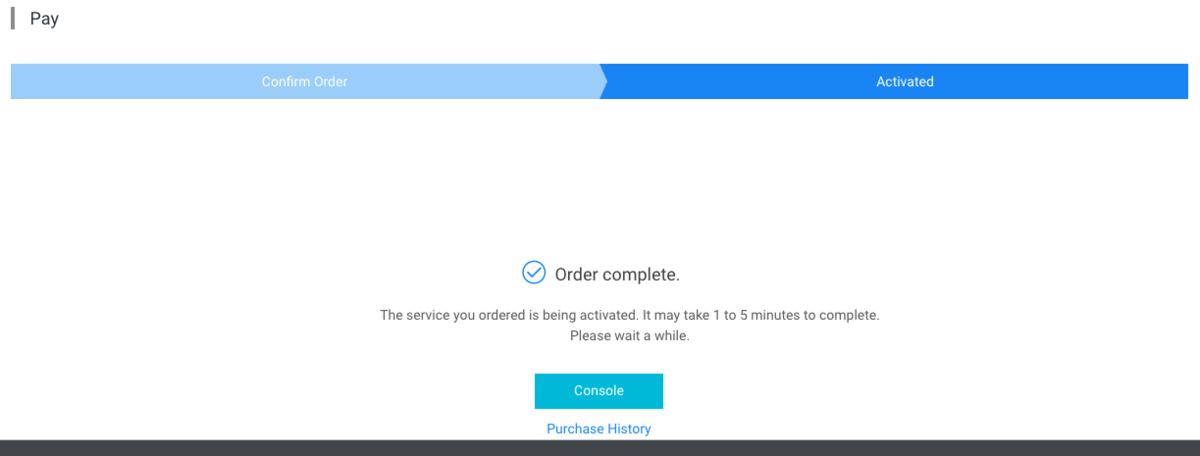 Pay
Confirm Order
Activated
Order complete.
The service you ordered is being activated. It may take 1 to 5 minutes to complete.
Please wait a while.
Console
Purchase History